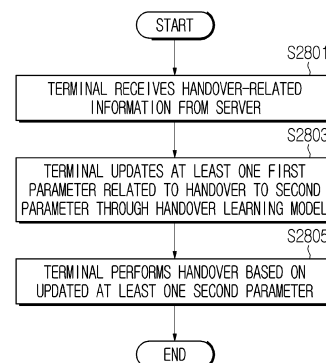 START
S2801
TERMINAL RECEIVES HANDOVER-RELATED
INFORMATION FROM SERVER
S2803
TERMINAL UPDATES AT LEAST ONE FIRST
PARAMETER RELATED TO HANDOVER TO SECOND
PARAMETER THROUGH HANDOVER LEARNING MODEL
S2805
TERMINAL PERFORMS HANDOVER BASED ON
UPDATED AT LEAST ONE SECOND PARAMETER
END